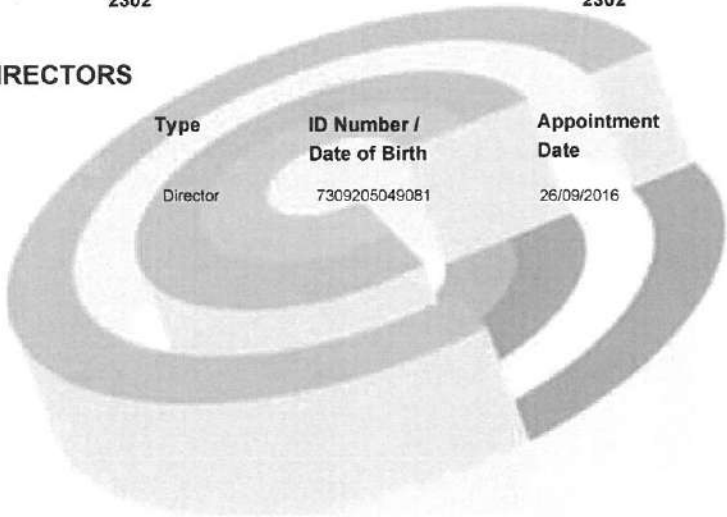 2302 2302
IRECTORS
Type ID Number / Appointment
Date of Birth Date
Director 7309205049081 26/09/2016